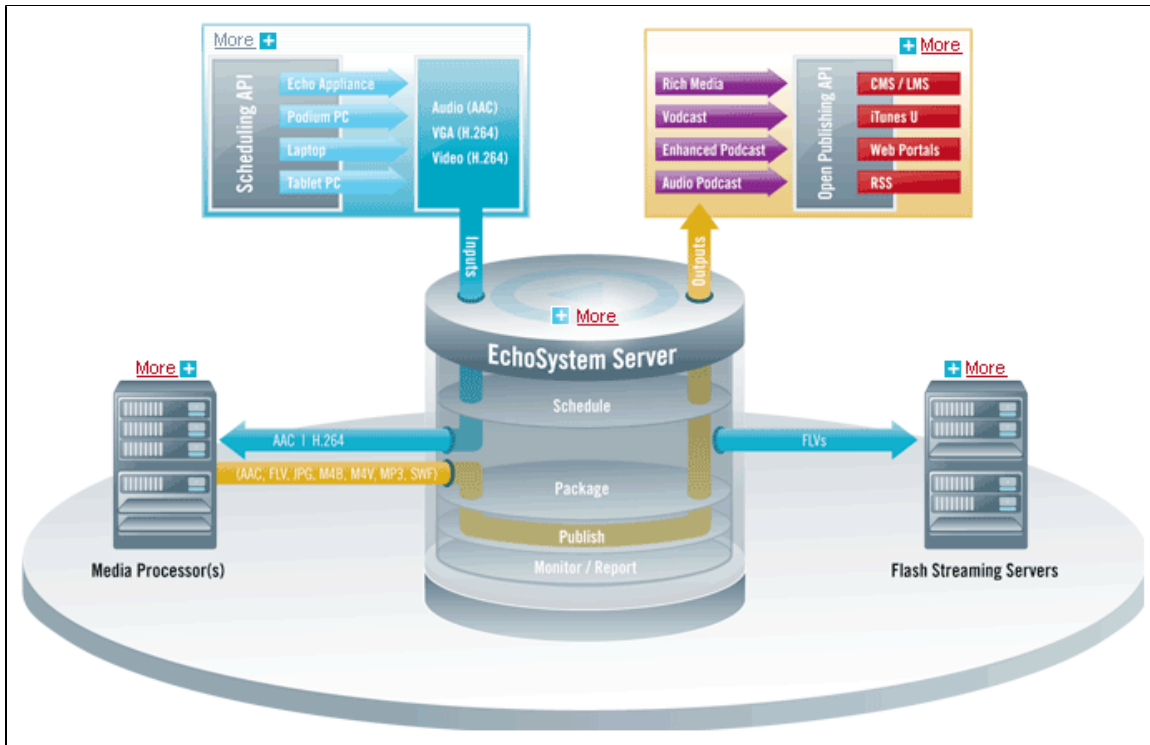 More
Scheduling API
Echo Appliance
Podium PC
Laptop
Tablet PC
Audio (AAC)
VGA (H.264)
Video (H.264)
Inputs
More
Rich Media
Vodcast
Enhanced Podcast
Audio Podcast
Open Publishing API
CMS / LMS
iTunes U
Web Portals
RSS
Outputs
More
EchoSystem Server
Schedule
Package
Publish
Monitor / Report
More
AAC | H.264
(AAC, FLV, JPG, M4B, M4V, MP3, SWF)
Media Processor(s)
More
FLVs
Flash Streaming Servers